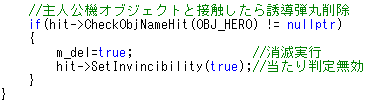 //主人公機オブジェクトと接触したら誘導弾丸削除
if(hit->CheckObjNameHit(OBJ_HERO) != nullptr)
{
m_del=true; //消滅実行
hit->SetInvincibility(true);//当たり判定無効
}
}